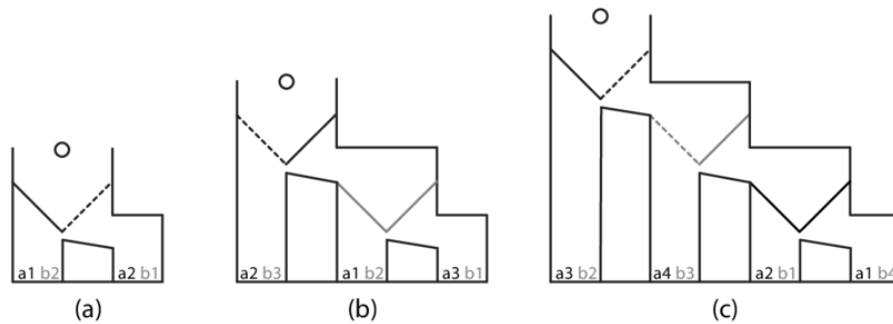 a1 b2 a2 b1
a2 b3 a1 b2 a3 b1
a3 b2 a4 b3 a2 b1 a1 b4
(a) (b) (c)